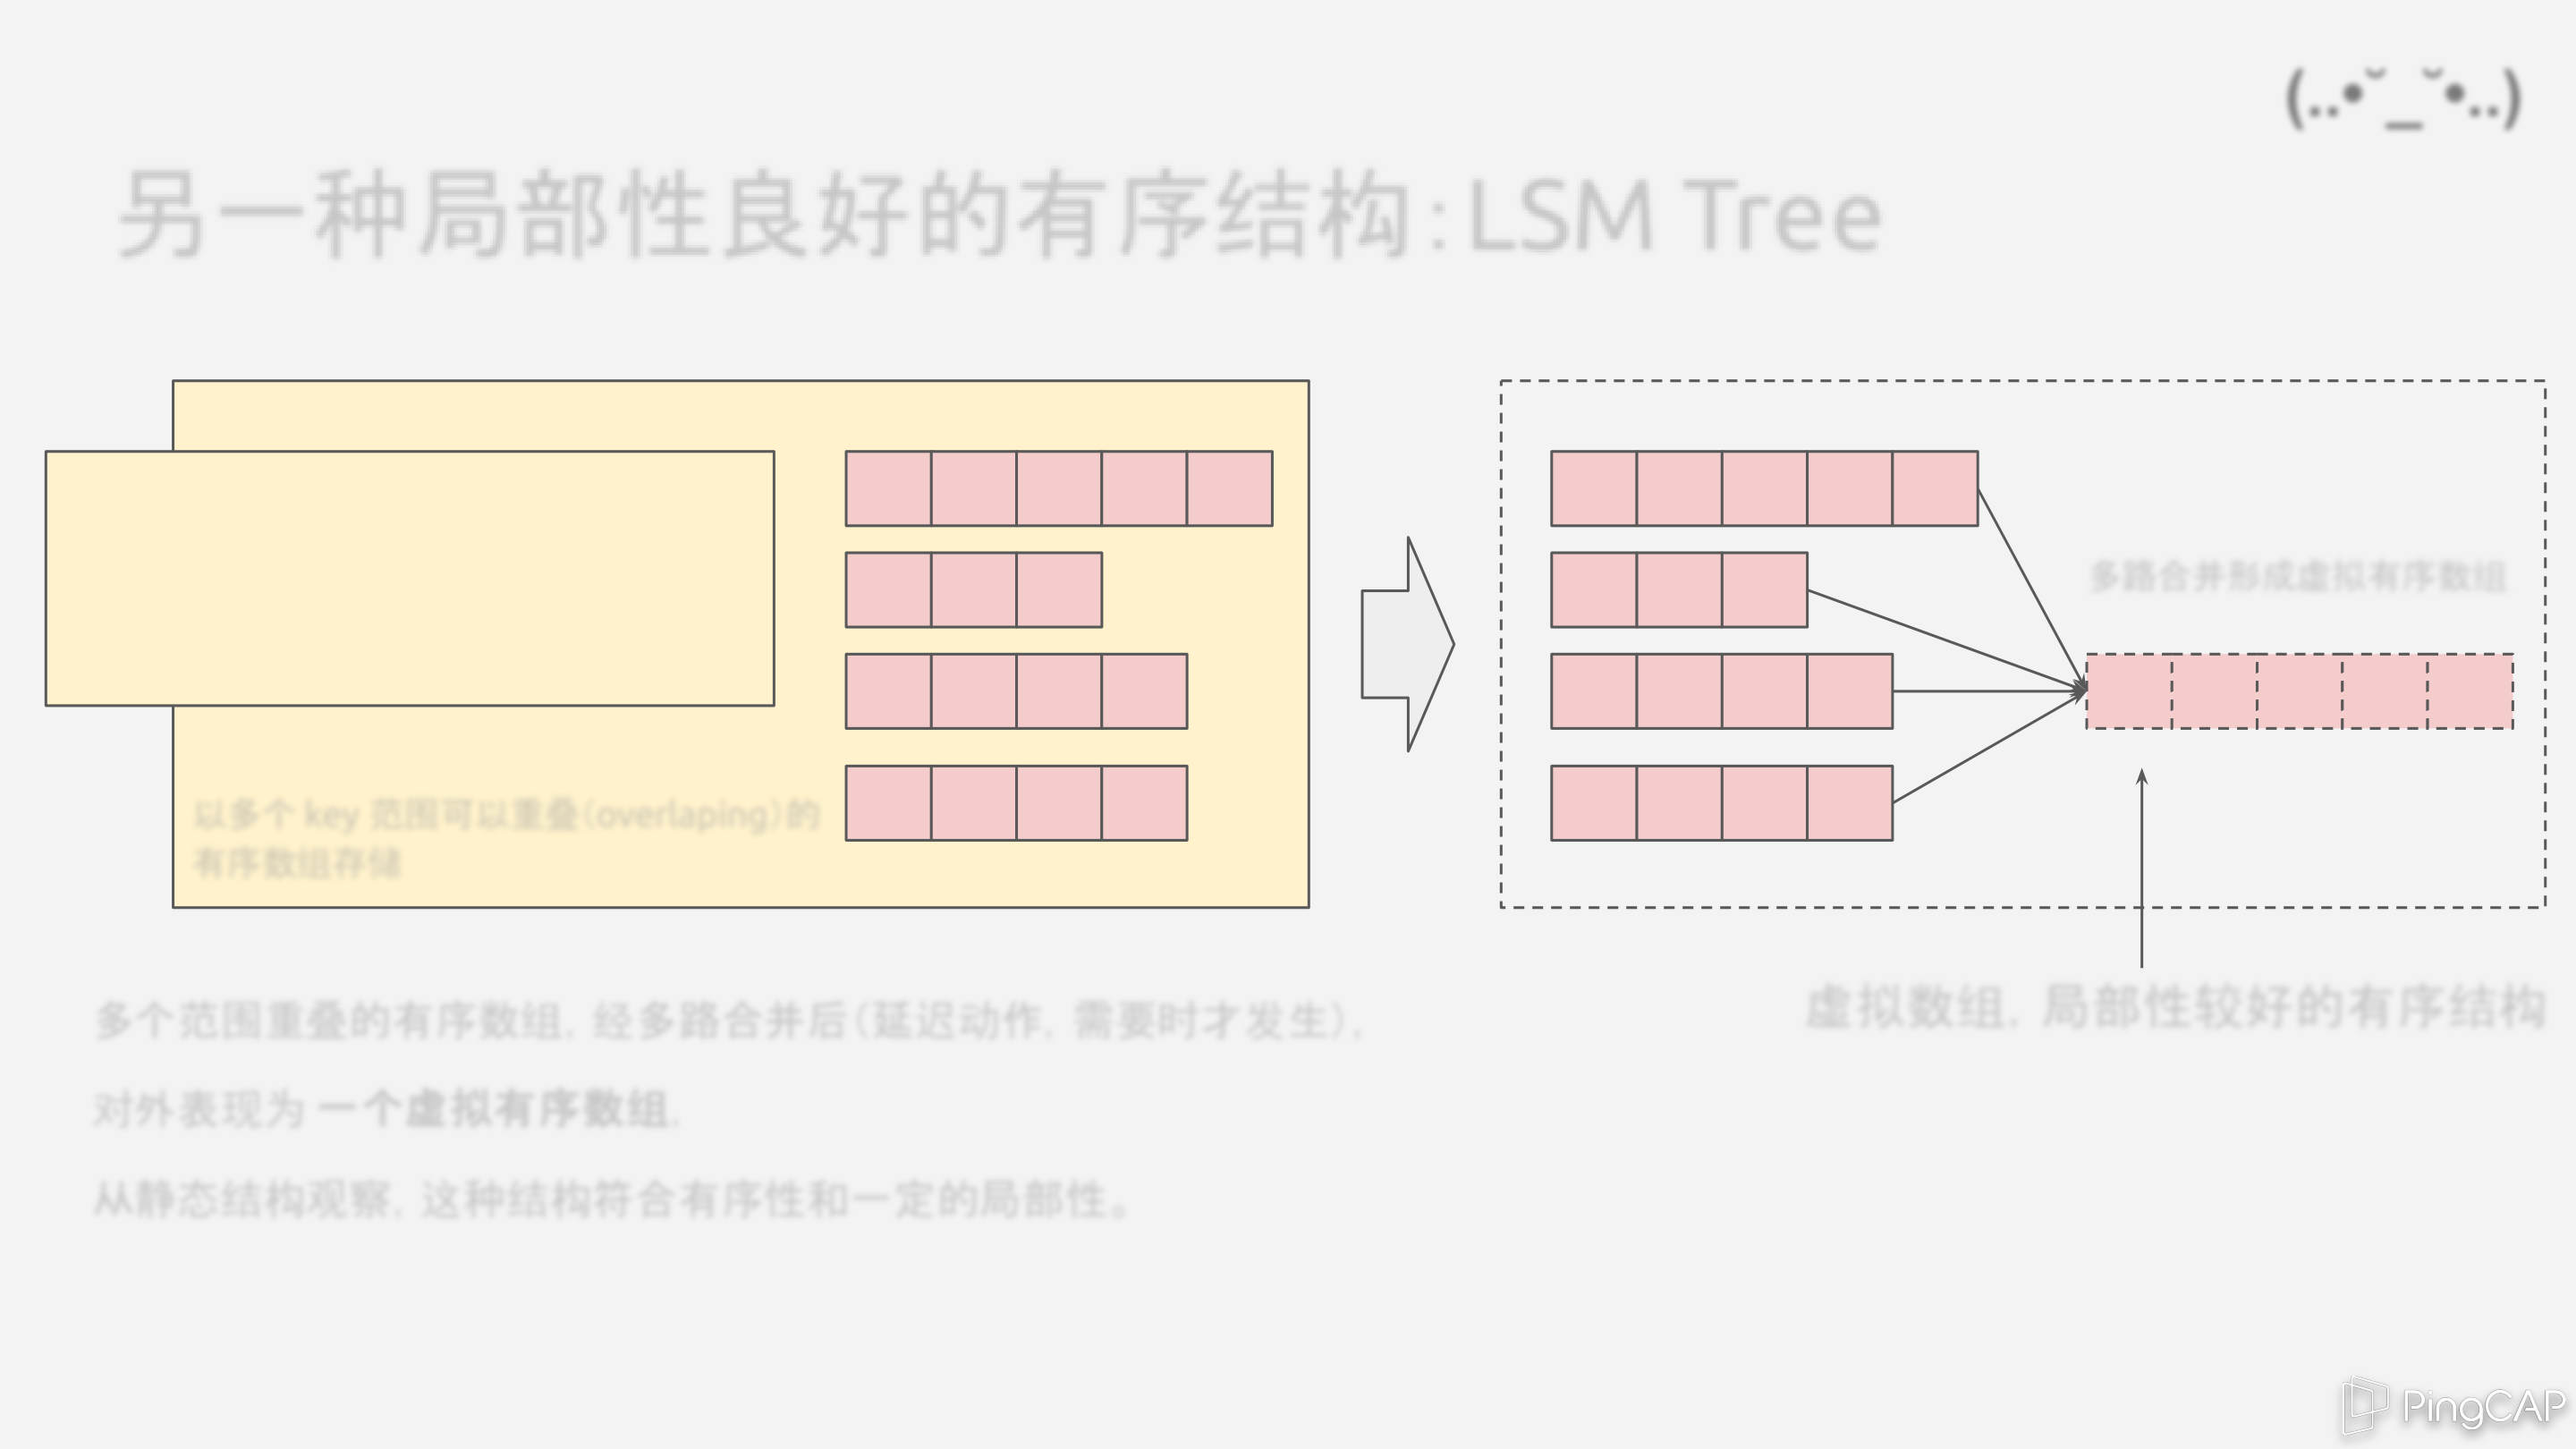 (..•˘_˘•..)
另一种局部性良好的有序结构：LSM Tree
多路合并形成虚拟有序数组
以多个 key 范围可以重叠(overlaping)的
有序数组存储
虚拟数组，局部性较好的有序结构
多个范围重叠的有序数组，经多路合并后(延迟动作，需要时才发生)，
对外表现为 一个虚拟有序数组，
从静态结构观察，这种结构符合有序性和一定的局部性。
PingCAP